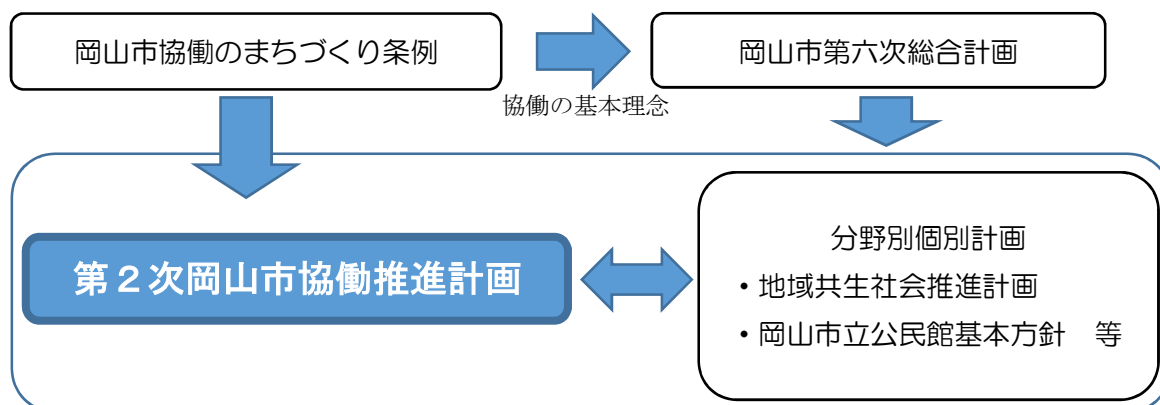 岡山市協働のまちづくり条例
岡山市第六次総合計画
協働の基本理念
第２次岡山市協働推進計画
分野別個別計画
・地域共生社会推進計画
・岡山市立公民館基本方針　等